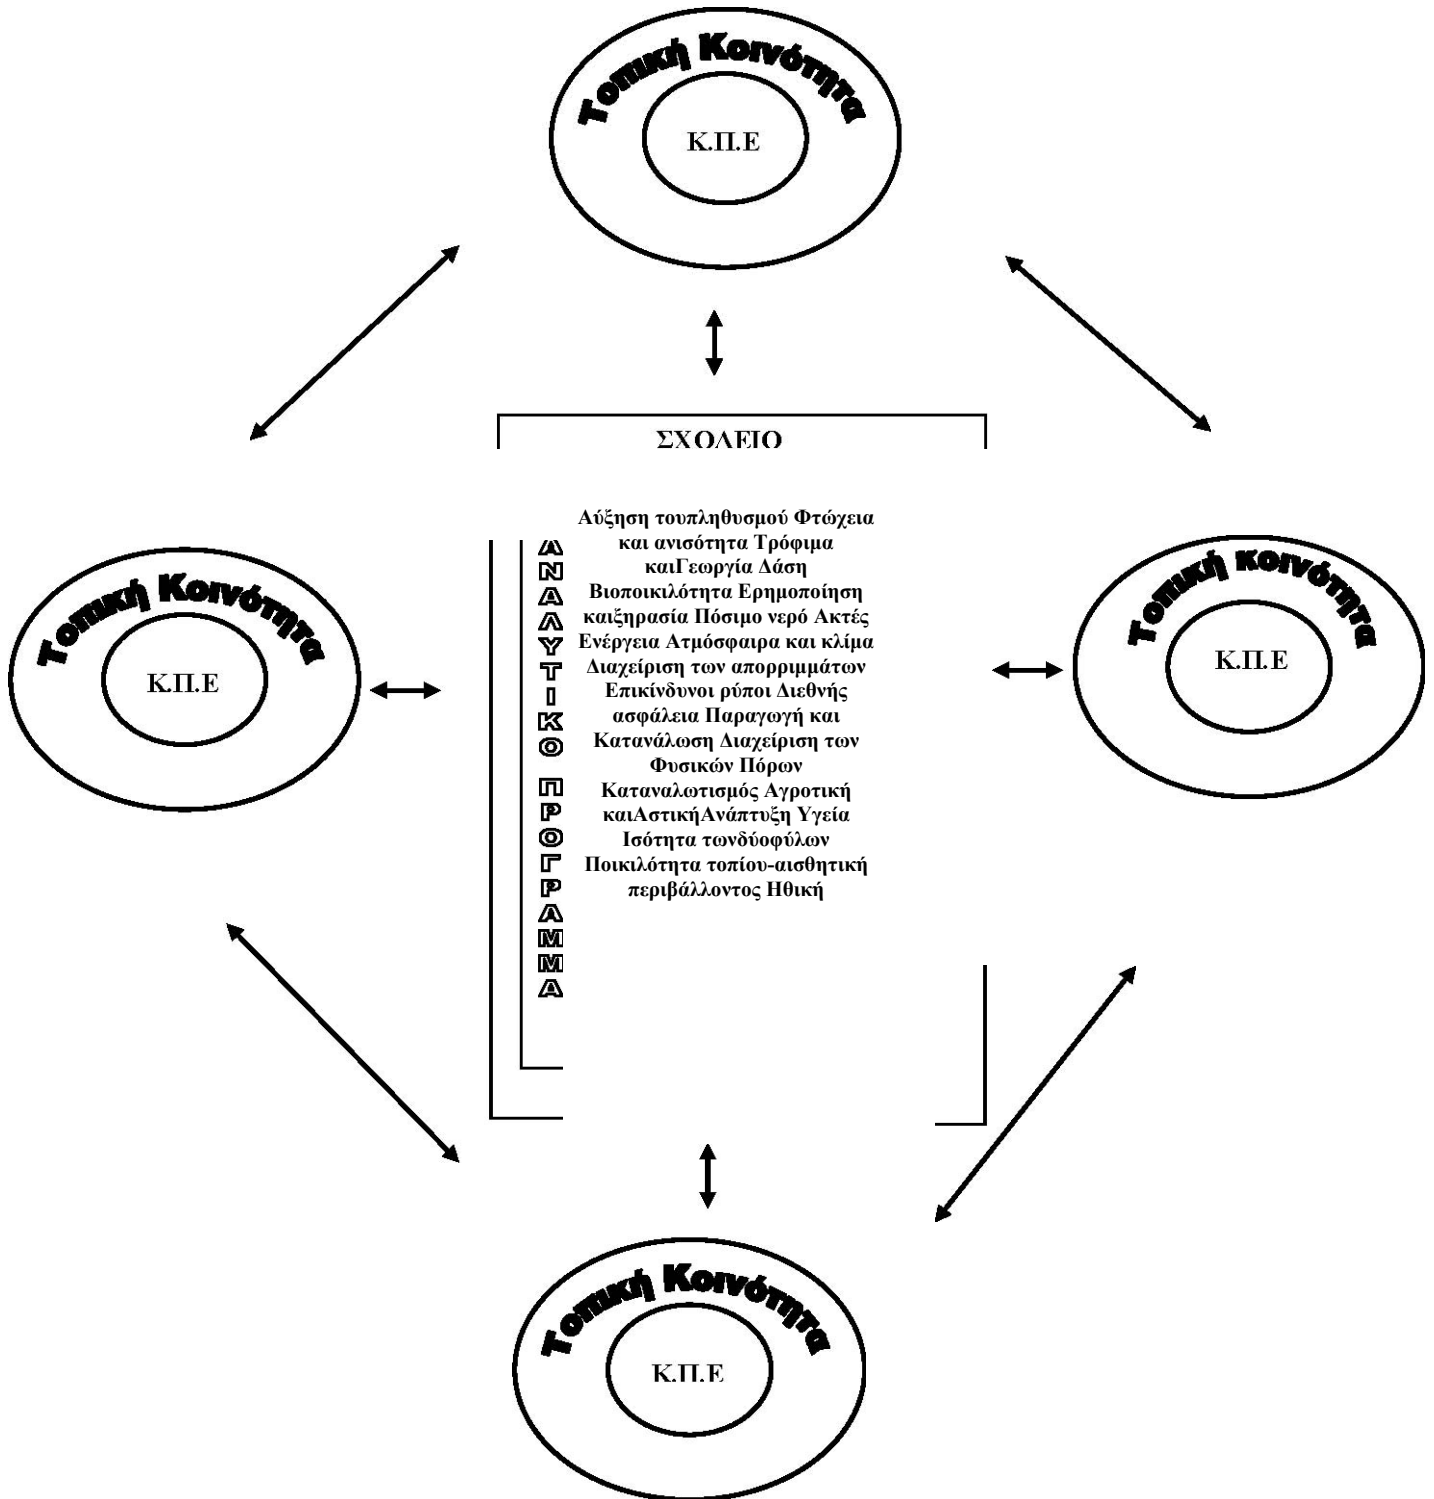 Τοπική Κοινότητα
Κ.Π.Ε
ΣΧΟΛΕΙΟ
Τοπική Κοινότητα
Κ.Π.Ε
ΑΝΑΛΥΤΙΚΟ ΠΡΟΓΡΑΜΜΑ
Αύξηση τουπληθυσμού Φτώχεια
και ανισότητα Τρόφιμα
καιΓεωργία Δάση
Βιοποικιλότητα Ερημοποίηση
καιξηρασία Πόσιμο νερό Ακτές
Ενέργεια Ατμόσφαιρα και κλίμα
Διαχείριση των απορριμμάτων
Επικίνδυνοι ρύποι Διεθνής
ασφάλεια Παραγωγή και
Κατανάλωση Διαχείριση των
Φυσικών Πόρων
Καταναλωτισμός Αγροτική
καιΑστικήΑνάπτυξη Υγεία
Ισότητα τωνδύοφύλων
Ποικιλότητα τοπίου-αισθητική
περιβάλλοντος Ηθική
Τοπική κοινότητα
Κ.Π.Ε
Τοπική Κοινότητα
Κ.Π.Ε